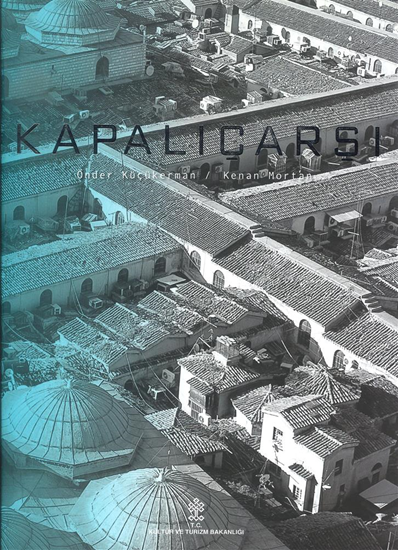 KAPALIÇARŞI
Önder Küçükerman / Kenan Mortan
T.C.
KÜLTÜR VE TURİZM BAKANLIĞI